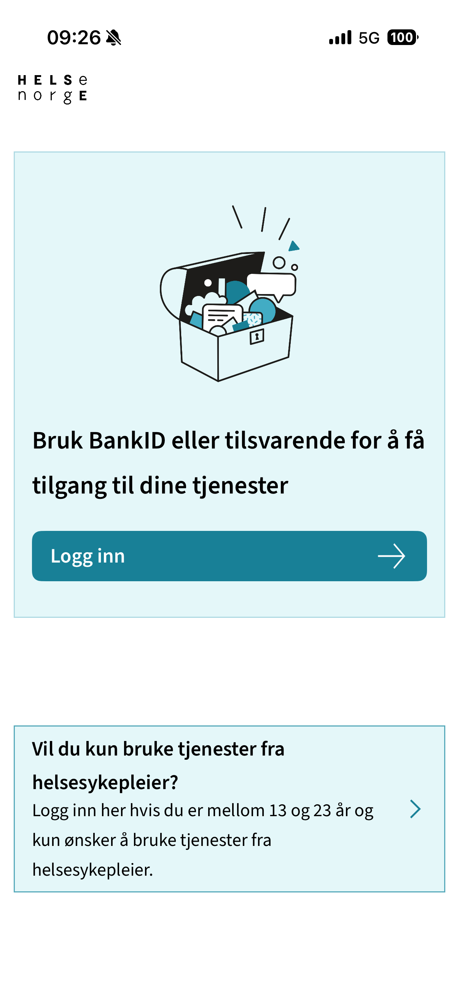 09:26 5G 100
HELSe
norgE
Bruk BankID eller tilsvarende for å få
tilgang til dine tjenester
Logg inn
Vil du kun bruke tjenester fra
helsesykepleier?
Logg inn her hvis du er mellom 13 og 23 år og
kun ønsker å bruke tjenester fra
helsesykepleier.